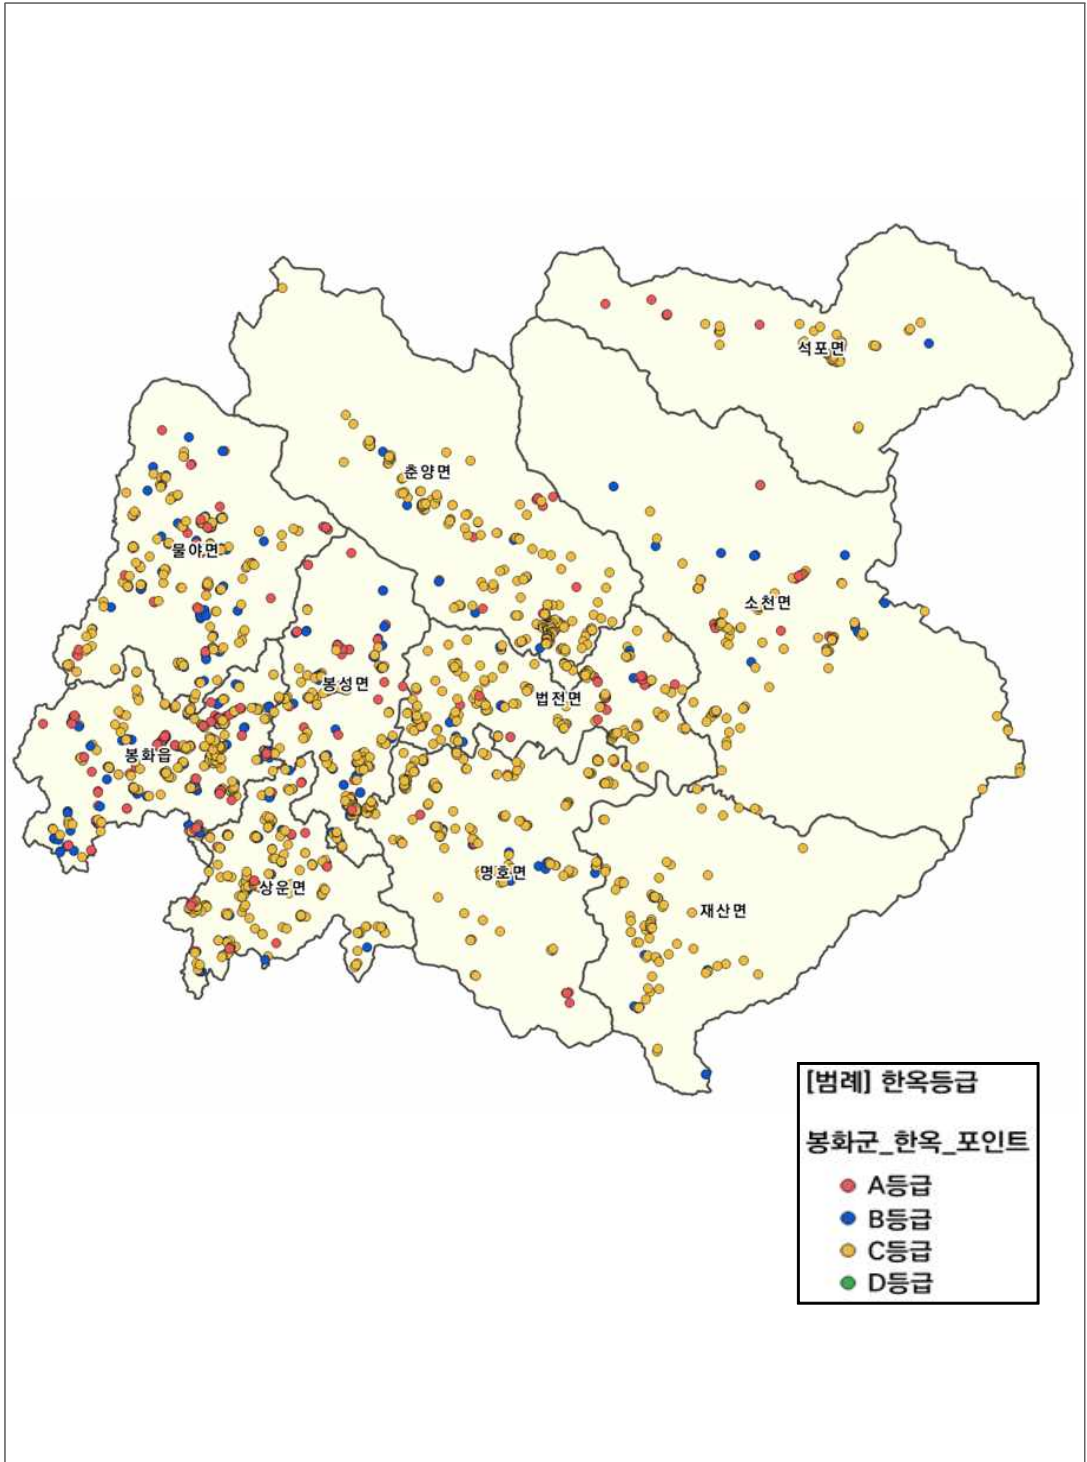 석포면
춘양면
물야면
소천면
봉성면
법전면
봉화읍
명호면
상운면
재산면
[범례] 한옥등급
봉화군_한옥_포인트
A등급
B등급
C등급
D등급